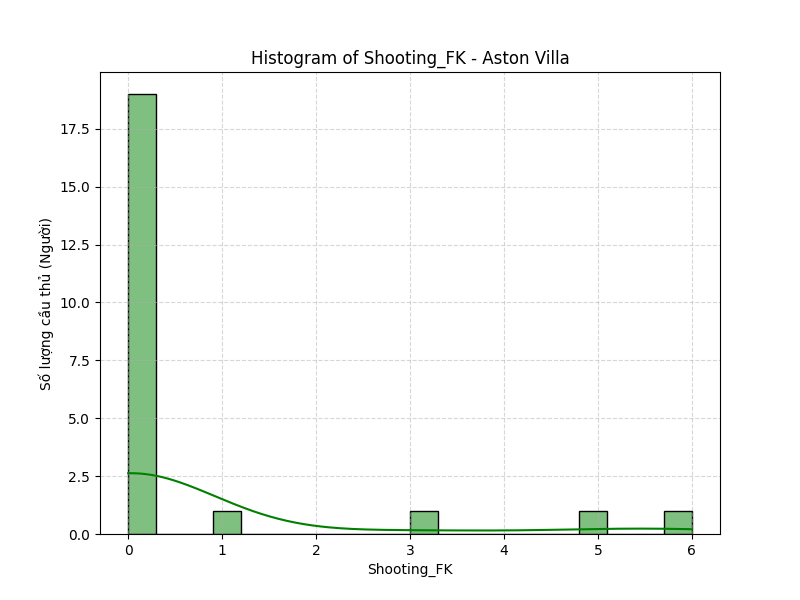 Histogram of Shooting_FK - Aston Villa
Số lượng cầu thủ (Người)
17.5
15.0
12.5
10.0
7.5
5.0
2.5
0.0
0 1 2 3 4 5 6
Shooting_FK